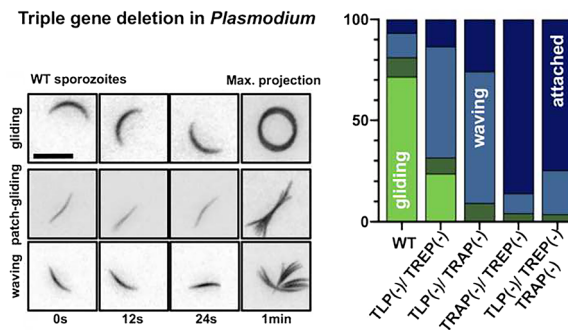 Triple gene deletion in Plasmodium
WT sporozoites
Max. projection
gliding
patch-gliding
waving
0s
12s
24s
1min
100
50
0
gliding
waving
attached
WT
TLP(-)/ TREP(-)
TLP(-)/ TRAP(-)
TRAP(-)/ TREP(-)
TLP(-)/ TREP(-)
TRAP(-)